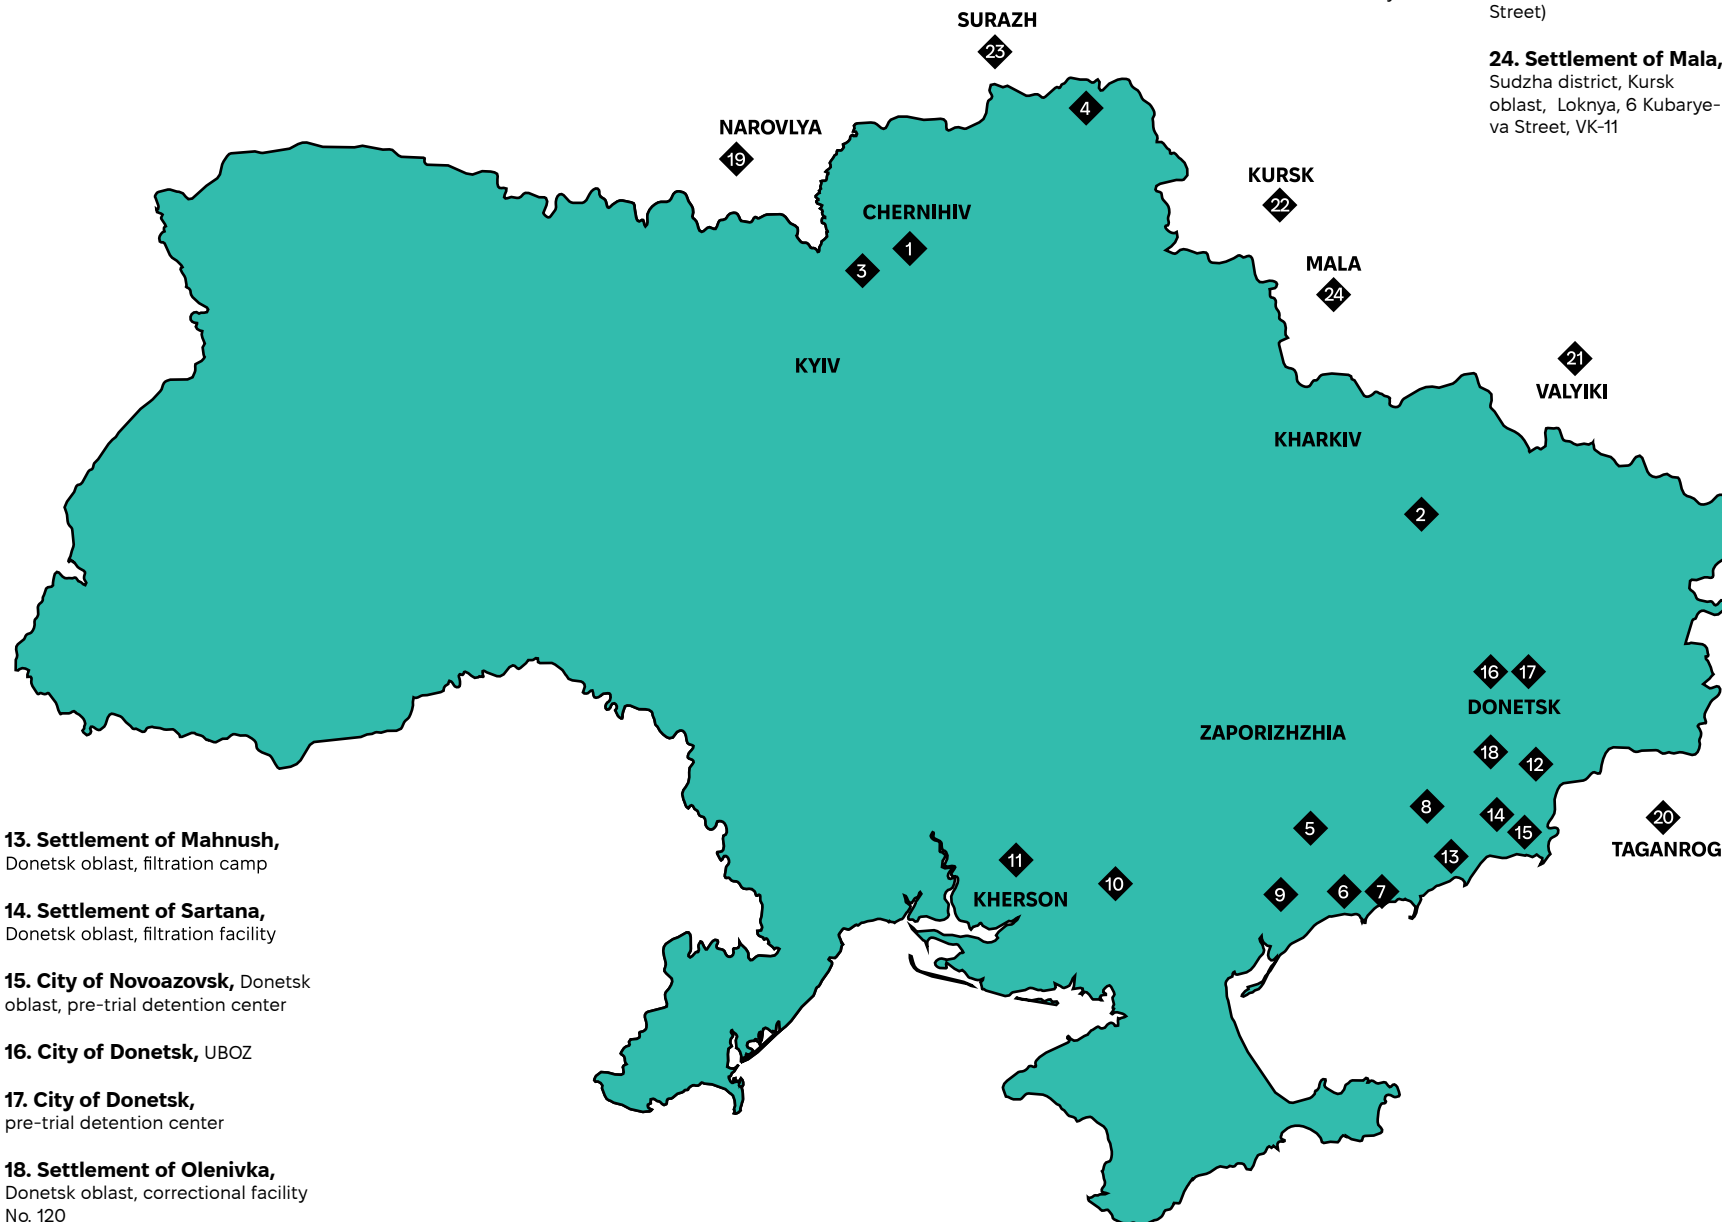 Street)
24. Settlement of Mala,
Sudzha district, Kursk
oblast, Loknya, 6 Kubarye-
va Street, VK-11
SURAZH
23
4
NAROVLYA
19
KURSK
22
CHERNIHIV
1
3
MALA
24
KYIV
21
VALYIKI
KHARKIV
2
16
17
DONETSK
ZAPORIZHZHIA
18
12
8
14
5
15
20
TAGANROG
13
11
KHERSON
10
9
6
7
13. Settlement of Mahnush,
Donetsk oblast, filtration camp
14. Settlement of Sartana,
Donetsk oblast, filtration facility
15. City of Novoazovsk, Donetsk
oblast, pre-trial detention center
16. City of Donetsk, UBOZ
17. City of Donetsk,
pre-trial detention center
18. Settlement of Olenivka,
Donetsk oblast, correctional facility
No. 120